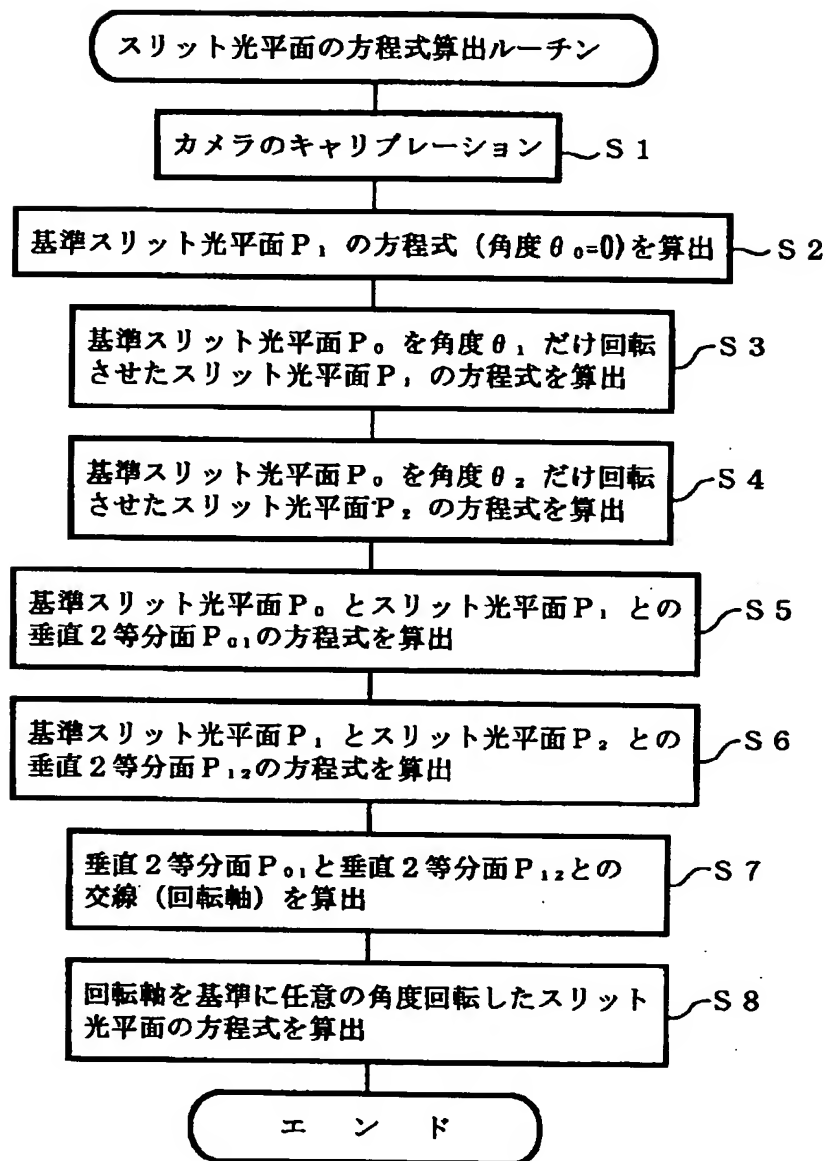 スリット光平面の方程式算出ルーチン
カメラのキャリブレーション
S1
基準スリット光平面P₁の方程式(角度θ₀=0)を算出
S2
基準スリット光平面P₀を角度θ₁だけ回転
させたスリット光平面P₁の方程式を算出
S3
基準スリット光平面P₀を角度θ₂だけ回転
させたスリット光平面P₂の方程式を算出
S4
基準スリット光平面P₀とスリット光平面P₁との
垂直2等分面P₀₁の方程式を算出
S5
基準スリット光平面P₁とスリット光平面P₂との
垂直2等分面P₁₂の方程式を算出
S6
垂直2等分面P₀₁と垂直2等分面P₁₂との
交線(回転軸)を算出
S7
回転軸を基準に任意の角度回転したスリット
光平面の方程式を算出
S8
エンド